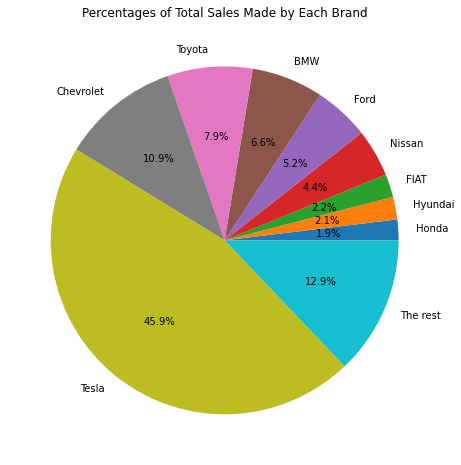 Percentages of Total Sales Made by Each Brand
Toyota
BMW
Chevrolet
Ford
7.9%
6.6%
Nissan
10.9%
5.2%
4.4%
FIAT
2.2%
Hyundai
2.1%
Honda
1.9%
12.9%
The rest
45.9%
Tesla